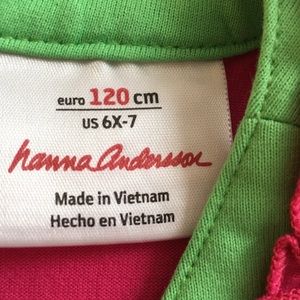 euro 120 cm
US 6X-7
hanna Andersson
Made in Vietnam
Hecho en Vietnam